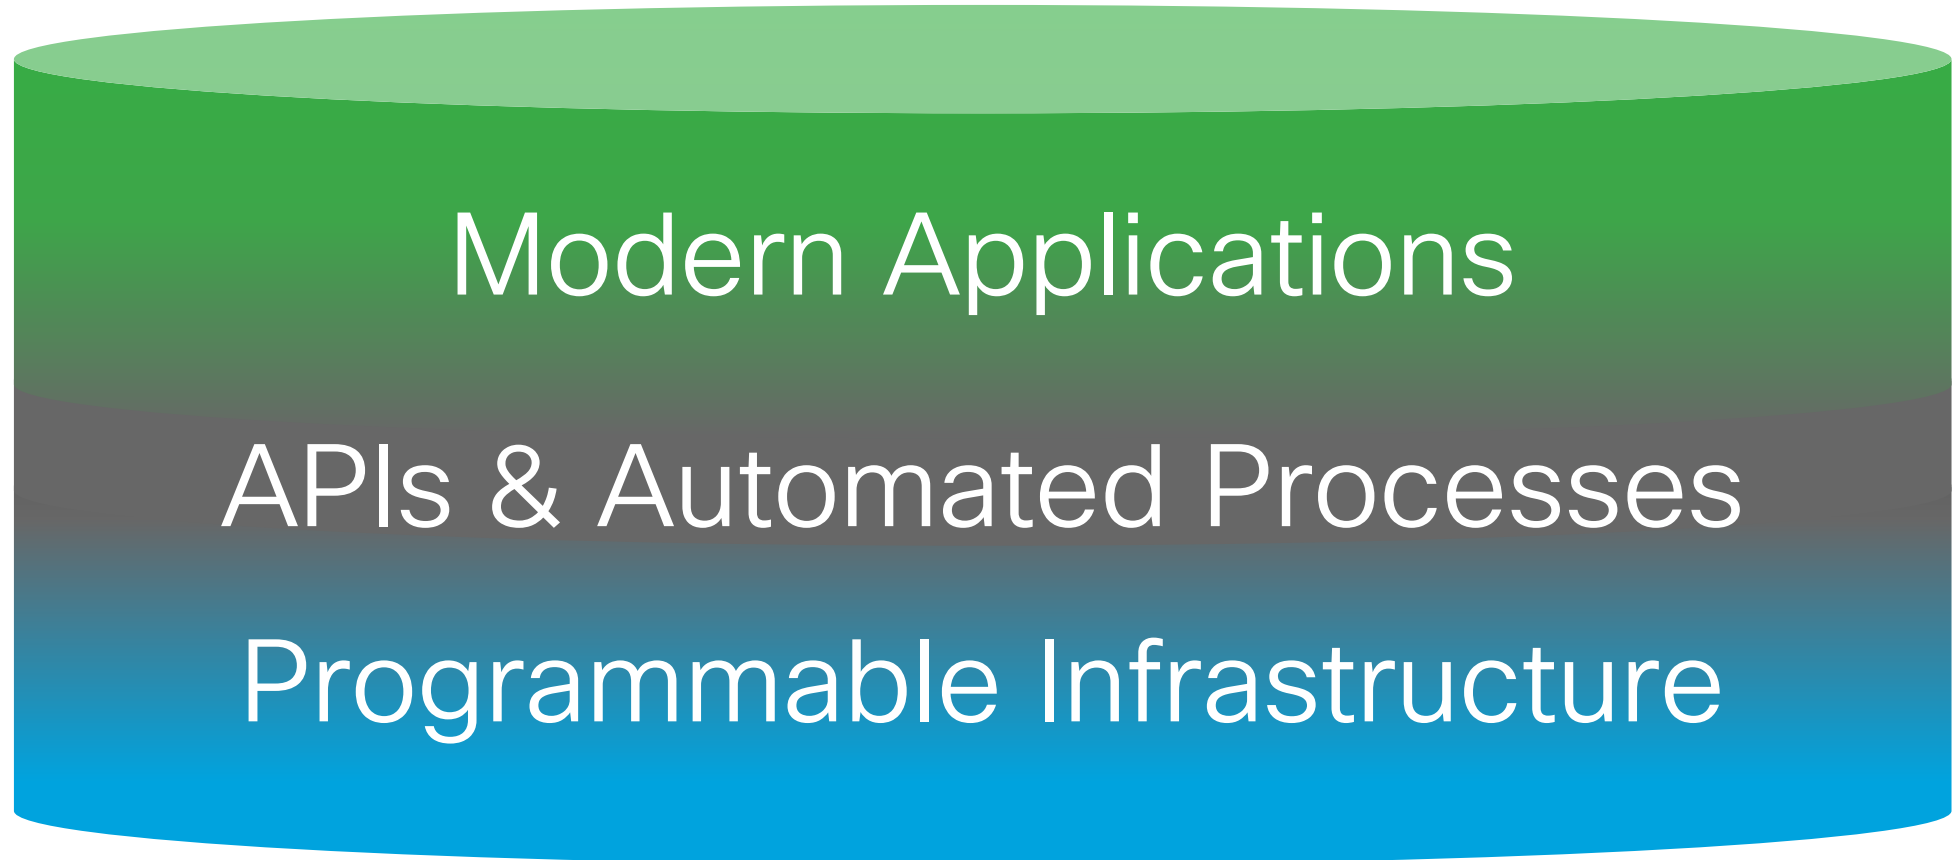 Modern Applications
APIs & Automated Processes
Programmable Infrastructure